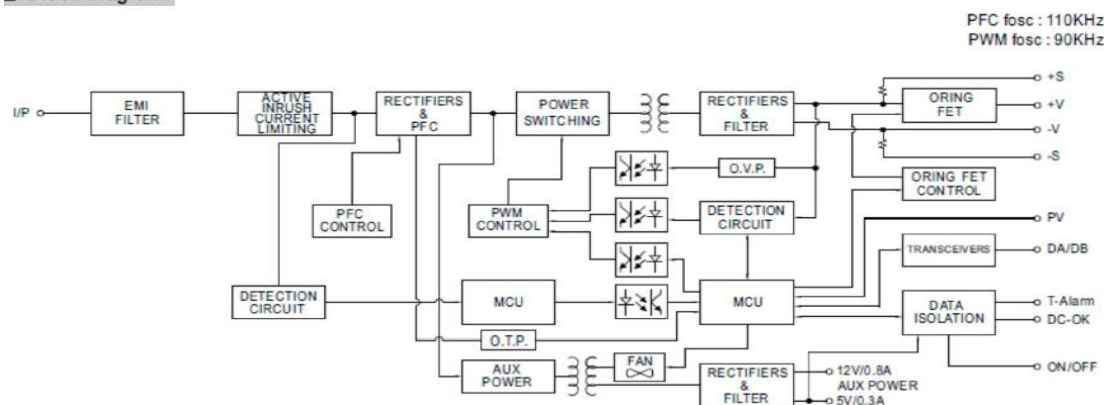 PFC fosc : 110KHz
PWM fosc : 90KHz
I/P
EMI
FILTER
ACTIVE
INRUSH
CURRENT
LIMITING
RECTIFIERS
&
PFC
POWER
SWITCHING
RECTIFIERS
&
FILTER
ORING
FET
+S
+V
-V
-S
O.V.P.
ORING FET
CONTROL
PFC
CONTROL
PWM
CONTROL
DETECTION
CIRCUIT
PV
TRANSCEIVERS
DA/DB
DETECTION
CIRCUIT
MCU
MCU
DATA
ISOLATION
T-Alarm
DC-OK
O.T.P.
AUX
POWER
FAN
RECTIFIERS
&
FILTER
12V/0.8A
AUX POWER
5V/0.3A
ON/OFF